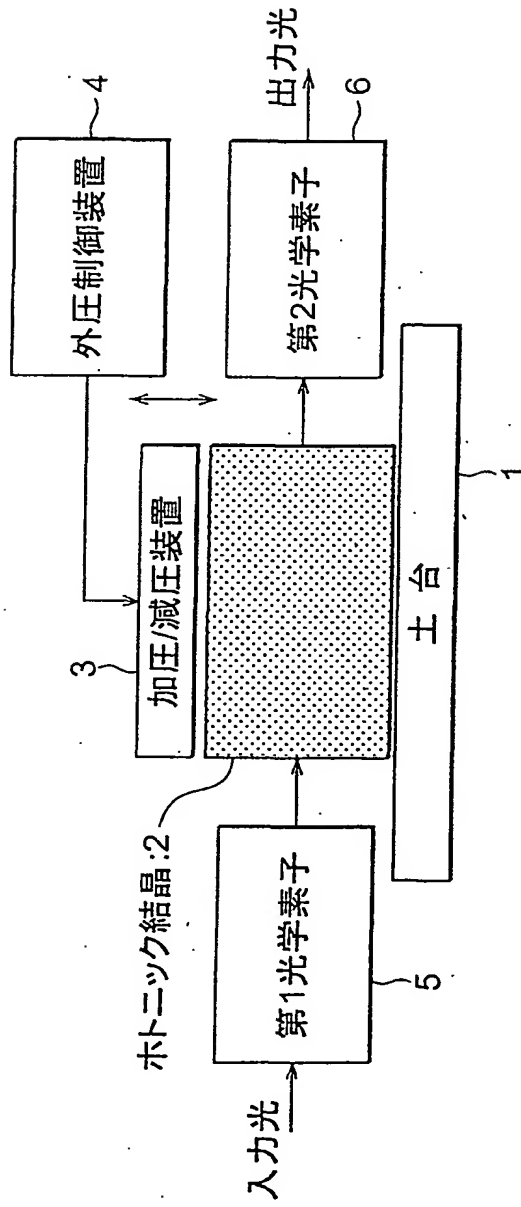 外圧制御装置
4
加圧/減圧装置
3
ホトニック結晶:2
入力光
第1光学素子
5
第2光学素子
6
出力光
土台
1